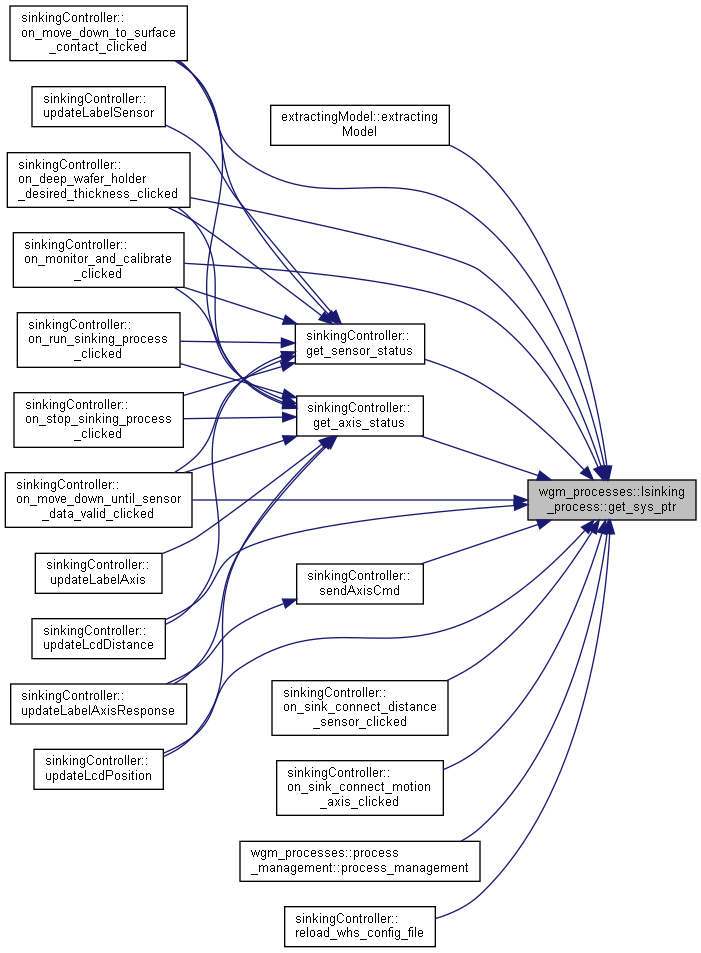 sinkingController::
on_move_down_to_surface
_contact_clicked
sinkingController::
updateLabelSensor
extractingModel::extracting
Model
sinkingController::
on_deep_wafer_holder
_desired_thickness_clicked
sinkingController::
on_monitor_and_calibrate
_clicked
sinkingController::
on_run_sinking_process
_clicked
sinkingController::
get_sensor_status
sinkingController::
on_stop_sinking_process
_clicked
sinkingController::
get_axis_status
sinkingController::
on_move_down_until_sensor
_data_valid_clicked
wgm_processes::Isinking
_process::get_sys_ptr
sinkingController::
updateLabelAxis
sinkingController::
sendAxisCmd
sinkingController::
updateLcdDistance
sinkingController::
updateLabelAxisResponse
sinkingController::
on_sink_connect_distance
_sensor_clicked
sinkingController::
updateLcdPosition
sinkingController::
on_sink_connect_motion
_axis_clicked
wgm_processes::process
_management::process_management
sinkingController::
reload_whs_config_file